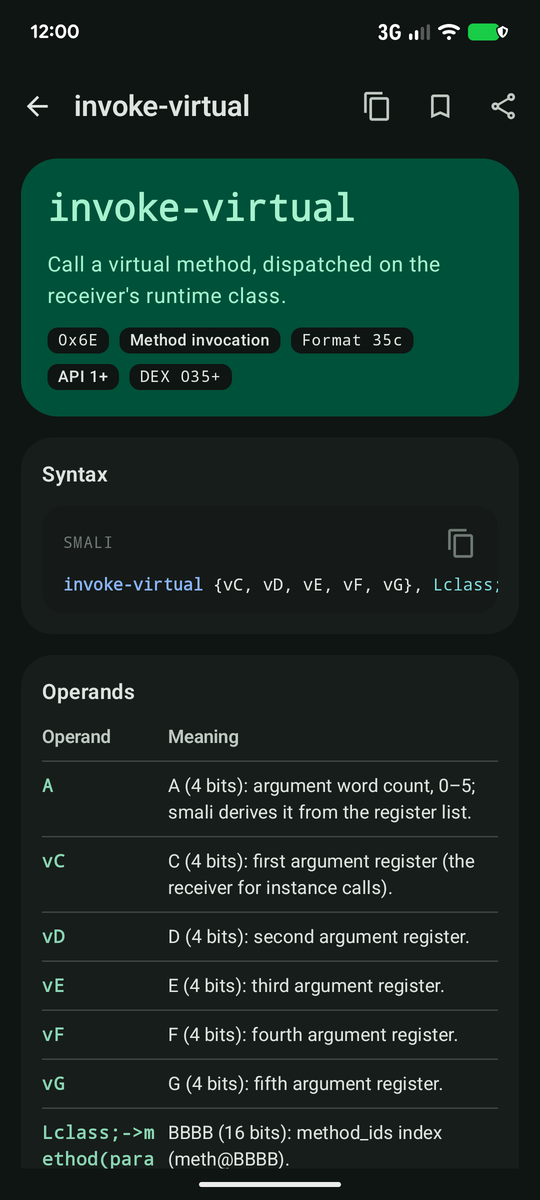 12:00
3G
invoke-virtual
invoke-virtual
Call a virtual method, dispatched on the
receiver's runtime class.
0x6E Method invocation Format 35c
API 1+ DEX 035+
Syntax
SMALI
invoke-virtual {vC, vD, vE, vF, vG}, Lclass;
Operands
Operand Meaning
A A (4 bits): argument word count, 0–5;
smali derives it from the register list.
vC C (4 bits): first argument register (the
receiver for instance calls).
vD D (4 bits): second argument register.
vE E (4 bits): third argument register.
vF F (4 bits): fourth argument register.
vG G (4 bits): fifth argument register.
Lclass;->m BBBB (16 bits): method_ids index
ethod(para (meth@BBBB).